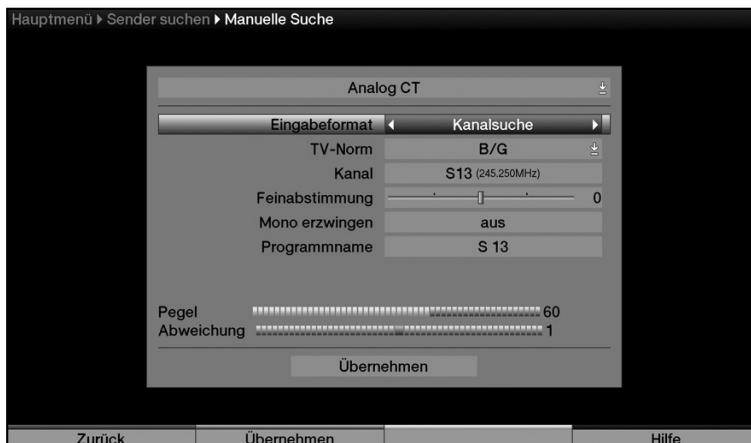 Hauptmenü ▸ Sender suchen ▸ Manuelle Suche
Analog CT
Eingabeformat Kanalsuche
TV-Norm B/G
Kanal S13 (245.250MHz)
Feinabstimmung 0
Mono erzwingen aus
Programmname S 13
Pegel 60
Abweichung 1
Übernehmen
Zurück Übernehmen Hilfe